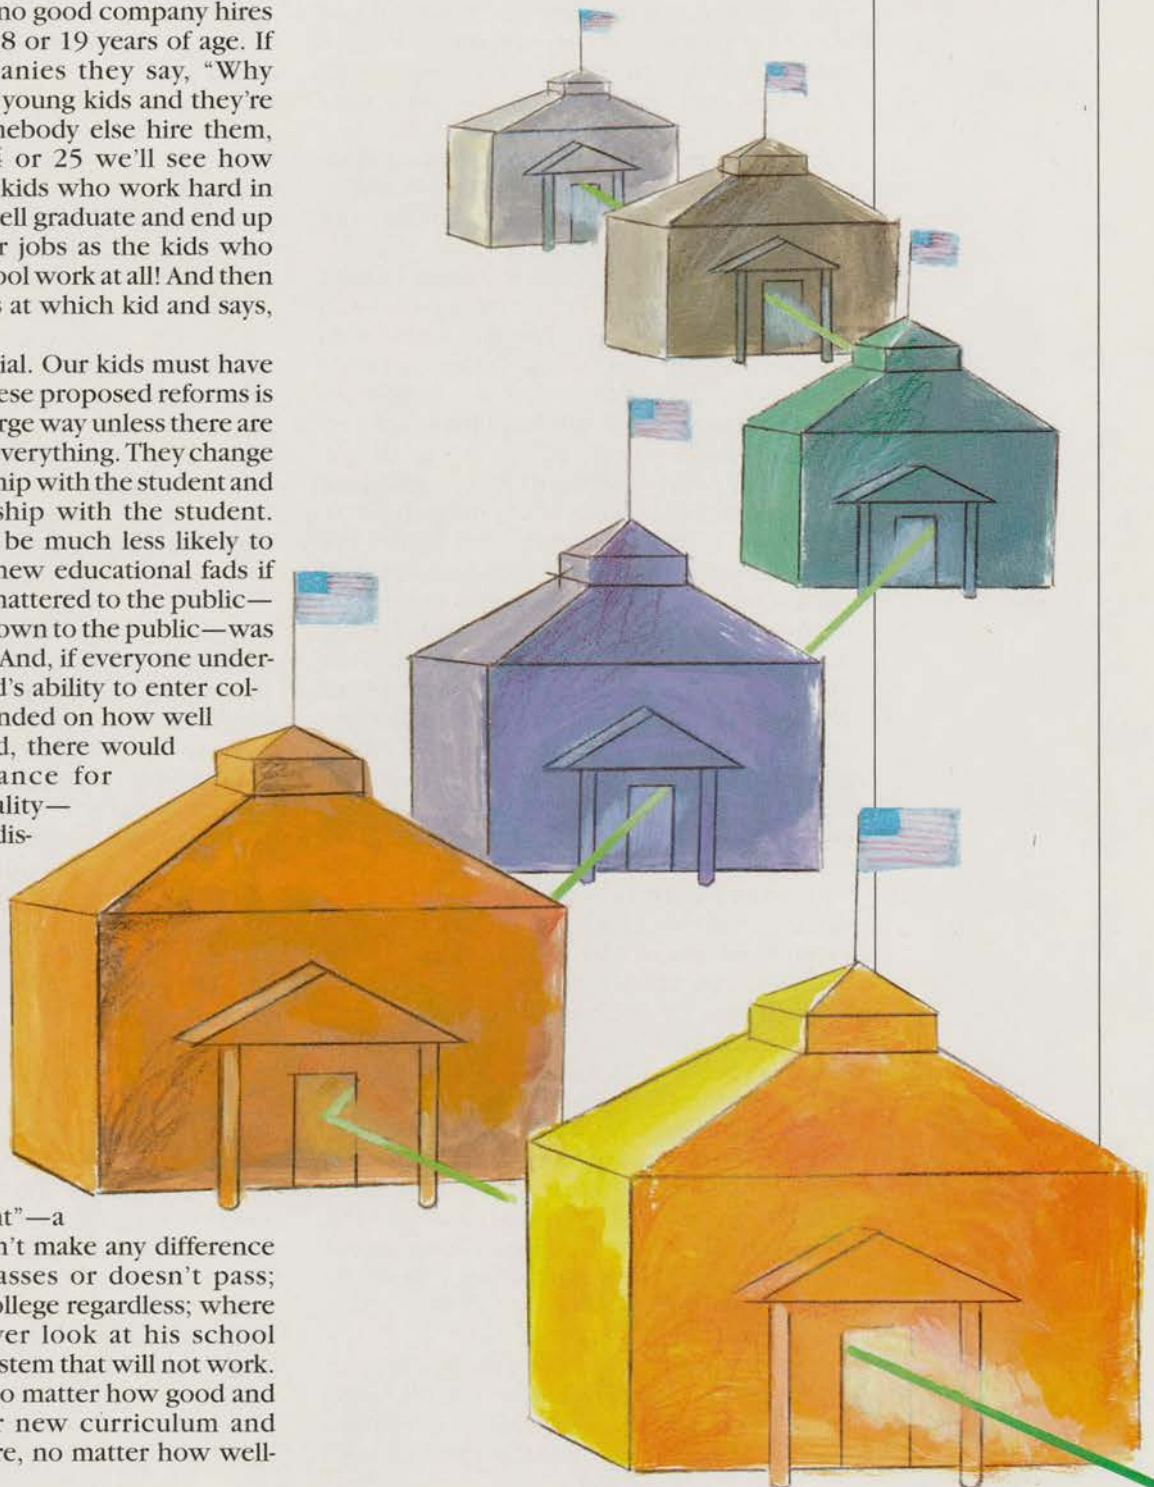 no good company hires
8 or 19 years of age. If
anies they say, “Why
young kids and they're
nebody else hire them,
or 25 we'll see how
kids who work hard in
ell graduate and end up
r jobs as the kids who
ool work at all! And then
s at which kid and says,
ial. Our kids must have
ese proposed reforms is
rge way unless there are
verything. They change
hip with the student and
ship with the student.
be much less likely to
new educational fads if
nattered to the public—
own to the public—was
And, if everyone under-
d's ability to enter col-
nded on how well
d, there would
ance for
ality—
dis-
nt”—a
n't make any difference
asses or doesn't pass;
ollege regardless; where
ver look at his school
stem that will not work.
o matter how good and
r new curriculum and
re, no matter how well-